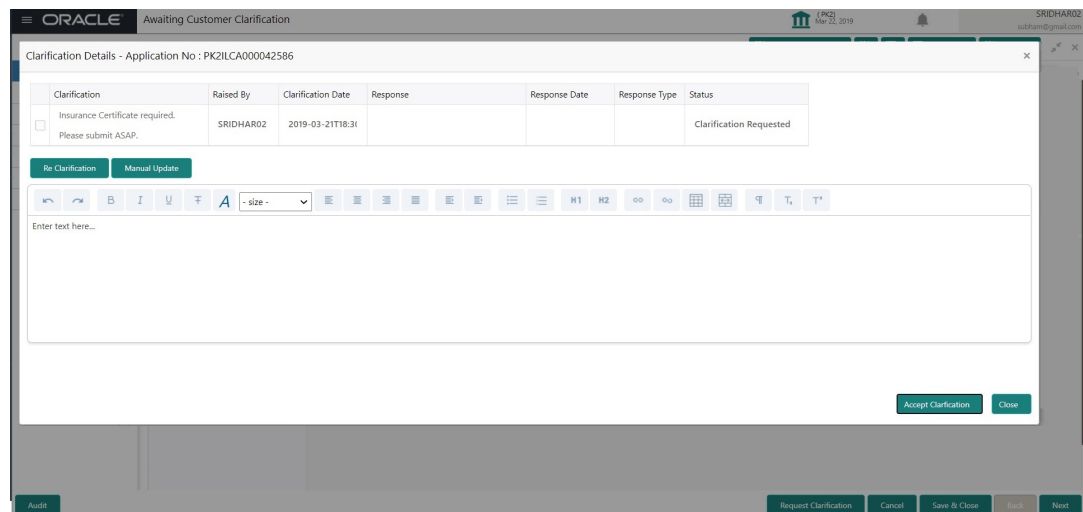 ORACLE® Awaiting Customer Clarification
(PK2)
Mar 22, 2019
SRIDHAR02
subham@gmail.com
Clarification Details - Application No : PK2ILCA000042586
Clarification Raised By Clarification Date Response Response Date Response Type Status
Insurance Certificate required.
Please submit ASAP.
SRIDHAR02 2019-03-21T18:3( Clarification Requested
Re Clarification Manual Update
B I U T A - size - H1 H2 ¶ Tₛ Tˢ
Enter text here...
Accept Clarfication Close
Audit Request Clarification Cancel Save & Close Back Next